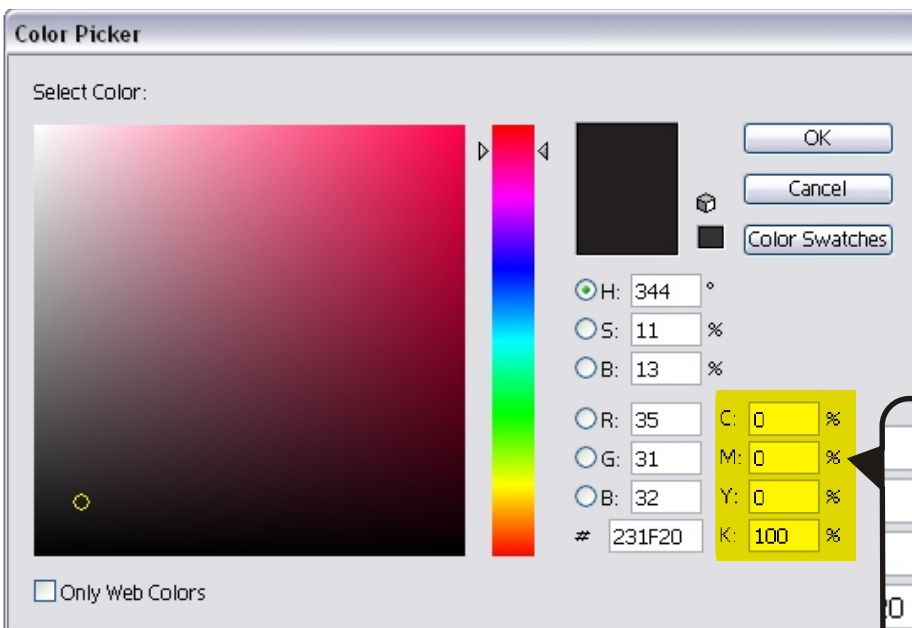 Color Picker
Select Color:
OK
Cancel
Color Swatches
H: 344 °
S: 11 %
B: 13 %
R: 35 C: 0 %
G: 31 M: 0 %
B: 32 Y: 0 %
# 231F20 K: 100 %
Only Web Colors